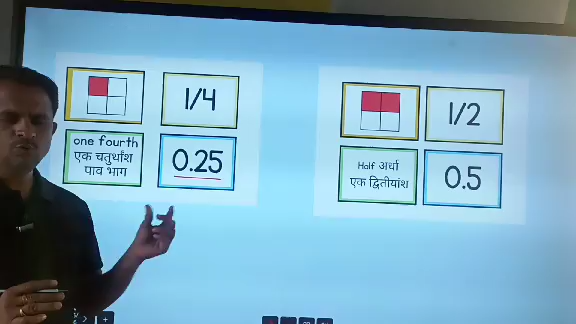 1/4
one fourth
एक चतुर्थांश
पाव भाग
0.25
1/2
Half अर्धा
एक द्वितीयांश
0.5